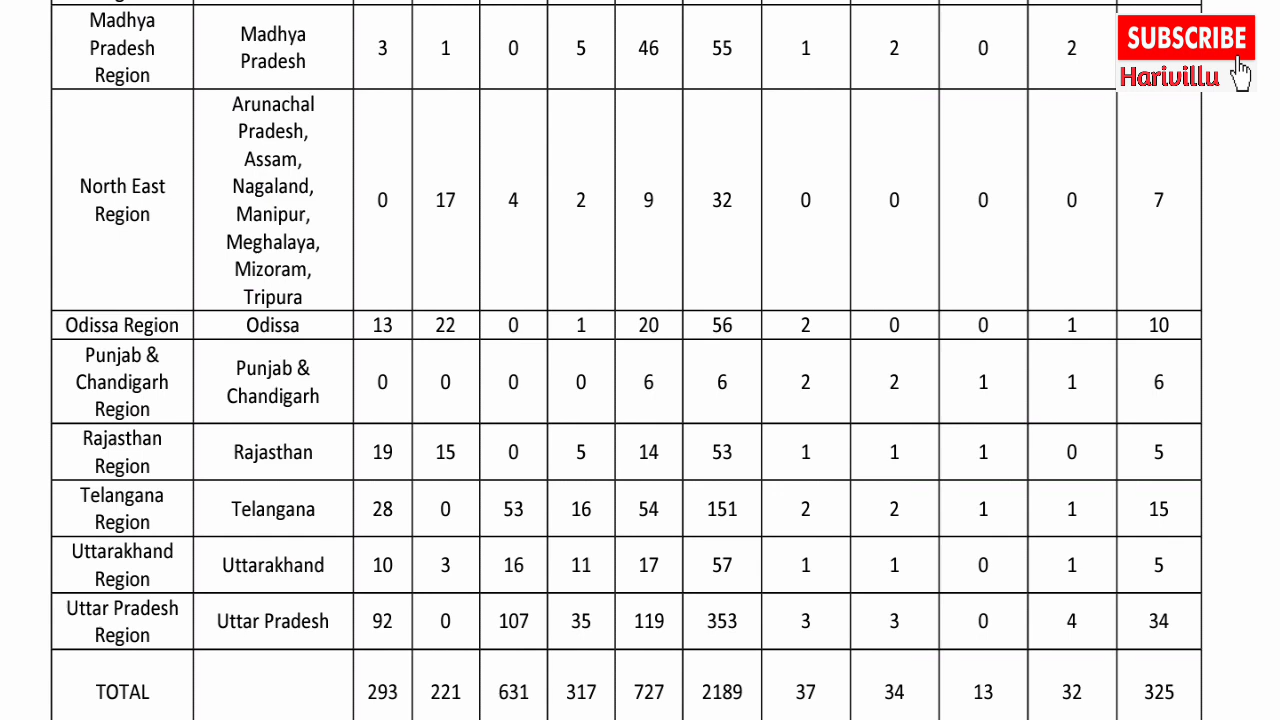 Madhya
Pradesh
Region
Madhya
Pradesh
3 1 0 5 46 55 1 2 0 2
SUBSCRIBE
Harivillu
North East
Region
Arunachal
Pradesh,
Assam,
Nagaland,
Manipur,
Meghalaya,
Mizoram,
Tripura
0 17 4 2 9 32 0 0 0 0 7
Odissa Region Odissa 13 22 0 1 20 56 2 0 0 1 10
Punjab &
Chandigarh
Region
Punjab &
Chandigarh
0 0 0 0 6 6 2 2 1 1 6
Rajasthan
Region
Rajasthan 19 15 0 5 14 53 1 1 1 0 5
Telangana
Region
Telangana 28 0 53 16 54 151 2 2 1 1 15
Uttarakhand
Region
Uttarakhand 10 3 16 11 17 57 1 1 0 1 5
Uttar Pradesh
Region
Uttar Pradesh 92 0 107 35 119 353 3 3 0 4 34
TOTAL 293 221 631 317 727 2189 37 34 13 32 325